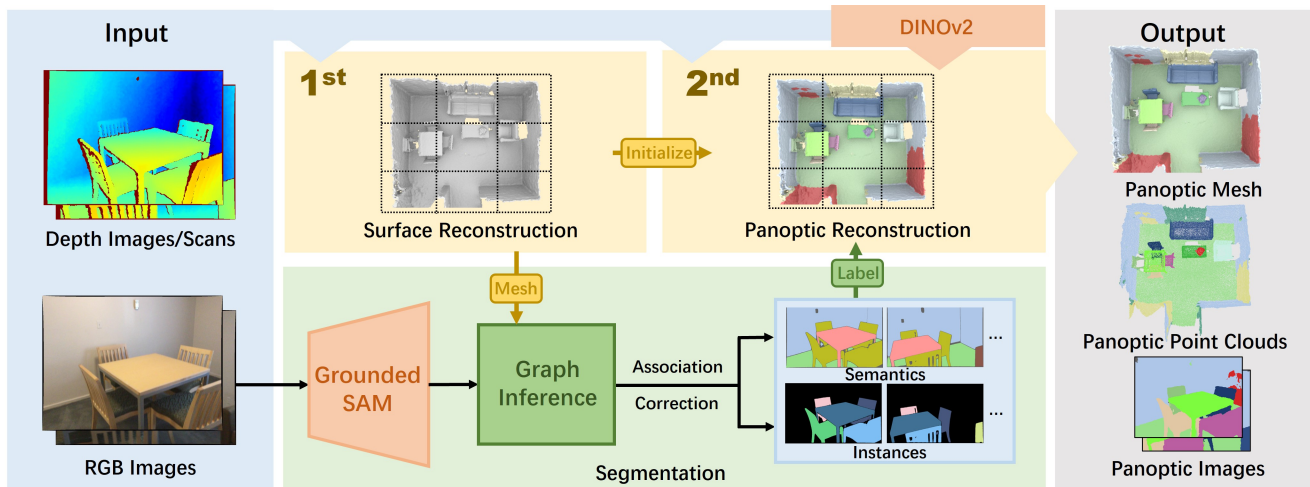 Input
Depth Images/Scans
RGB Images
1st
Surface Reconstruction
Initialize
2nd
DINOv2
Panoptic Reconstruction
Mesh
Label
Grounded
SAM
Graph
Inference
Association
Correction
Semantics
...
Instances
...
Segmentation
Output
Panoptic Mesh
Panoptic Point Clouds
Panoptic Images